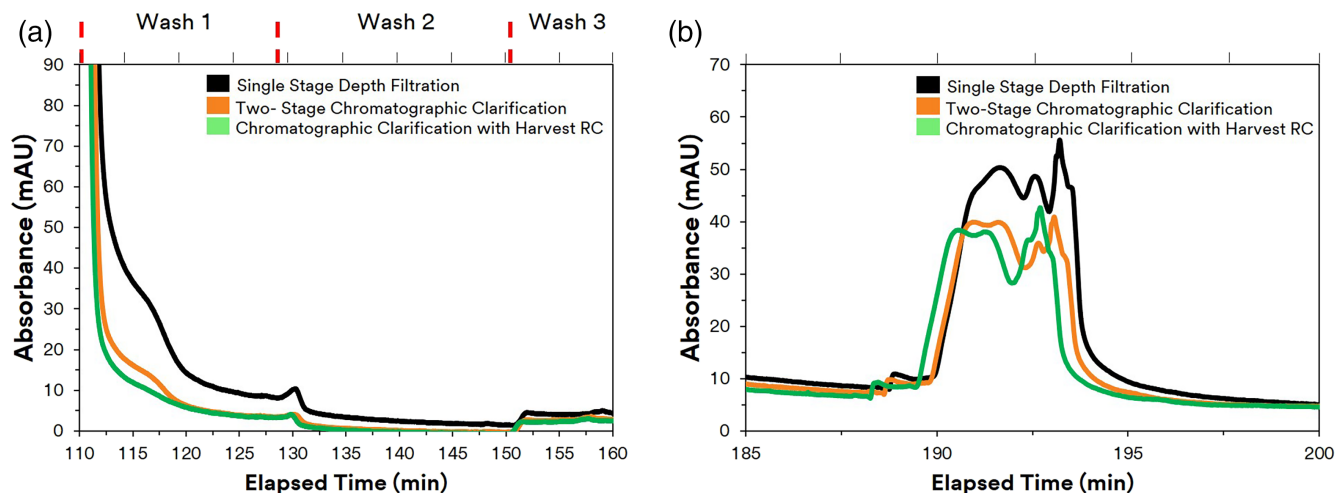 (a)
Wash 1 Wash 2 Wash 3
90
80
70
60
50
40
30
20
10
0
Absorbance (mAU)
Single Stage Depth Filtration
Two- Stage Chromatographic Clarification
Chromatographic Clarification with Harvest RC
110 115 120 125 130 135 140 145 150 155 160
Elapsed Time (min)
(b)
70
60
50
40
30
20
10
0
Absorbance (mAU)
Single Stage Depth Filtration
Two-Stage Chromatographic Clarification
Chromatographic Clarification with Harvest RC
185 190 195 200
Elapsed Time (min)